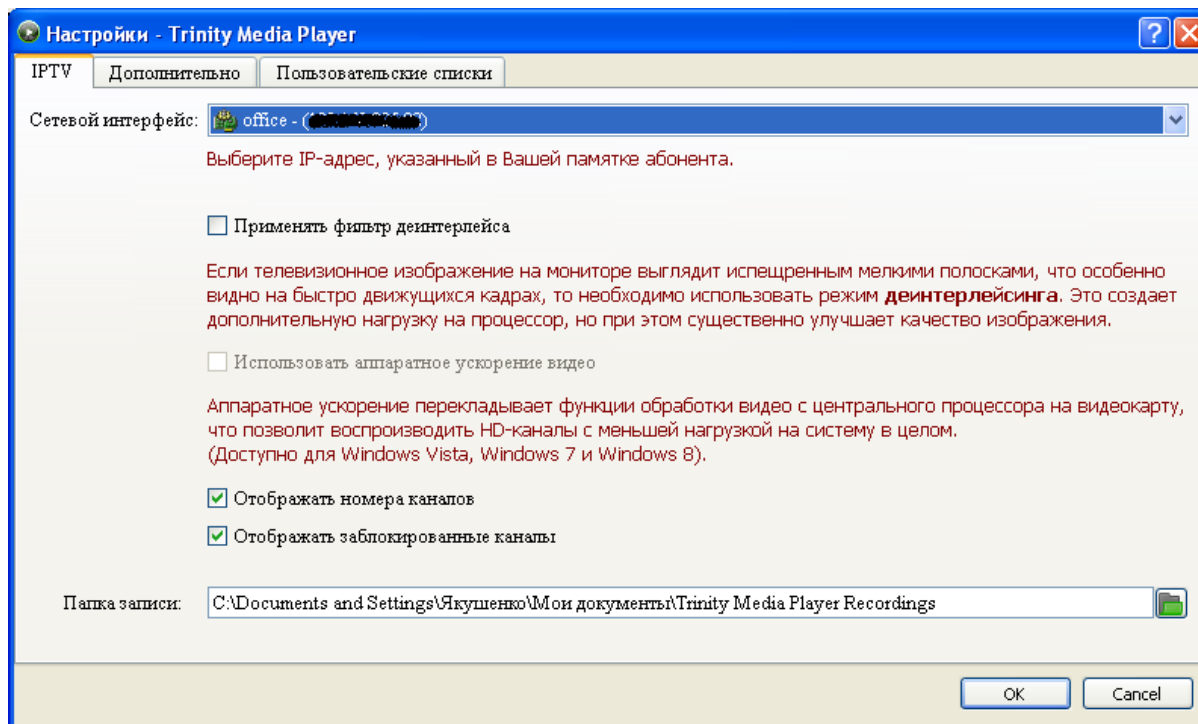 Настройки - Trinity Media Player
IPTV Дополнительно Пользовательские списки
Сетевой интерфейс: office - ( )
Выберите IP-адрес, указанный в Вашей памятке абонента.
Применять фильтр деинтерлейса
Если телевизионное изображение на мониторе выглядит испещренным мелкими полосками, что особенно
видно на быстро движущихся кадрах, то необходимо использовать режим деинтерлейсинга. Это создает
дополнительную нагрузку на процессор, но при этом существенно улучшает качество изображения.
Использовать аппаратное ускорение видео
Аппаратное ускорение перекладывает функции обработки видео с центрального процессора на видеокарту,
что позволит воспроизводить HD-каналы с меньшей нагрузкой на систему в целом.
(Доступно для Windows Vista, Windows 7 и Windows 8).
Отображать номера каналов
Отображать заблокированные каналы
Папка записи: C:\Documents and Settings\Якушенко\Мои документы\Trinity Media Player Recordings
OK Cancel